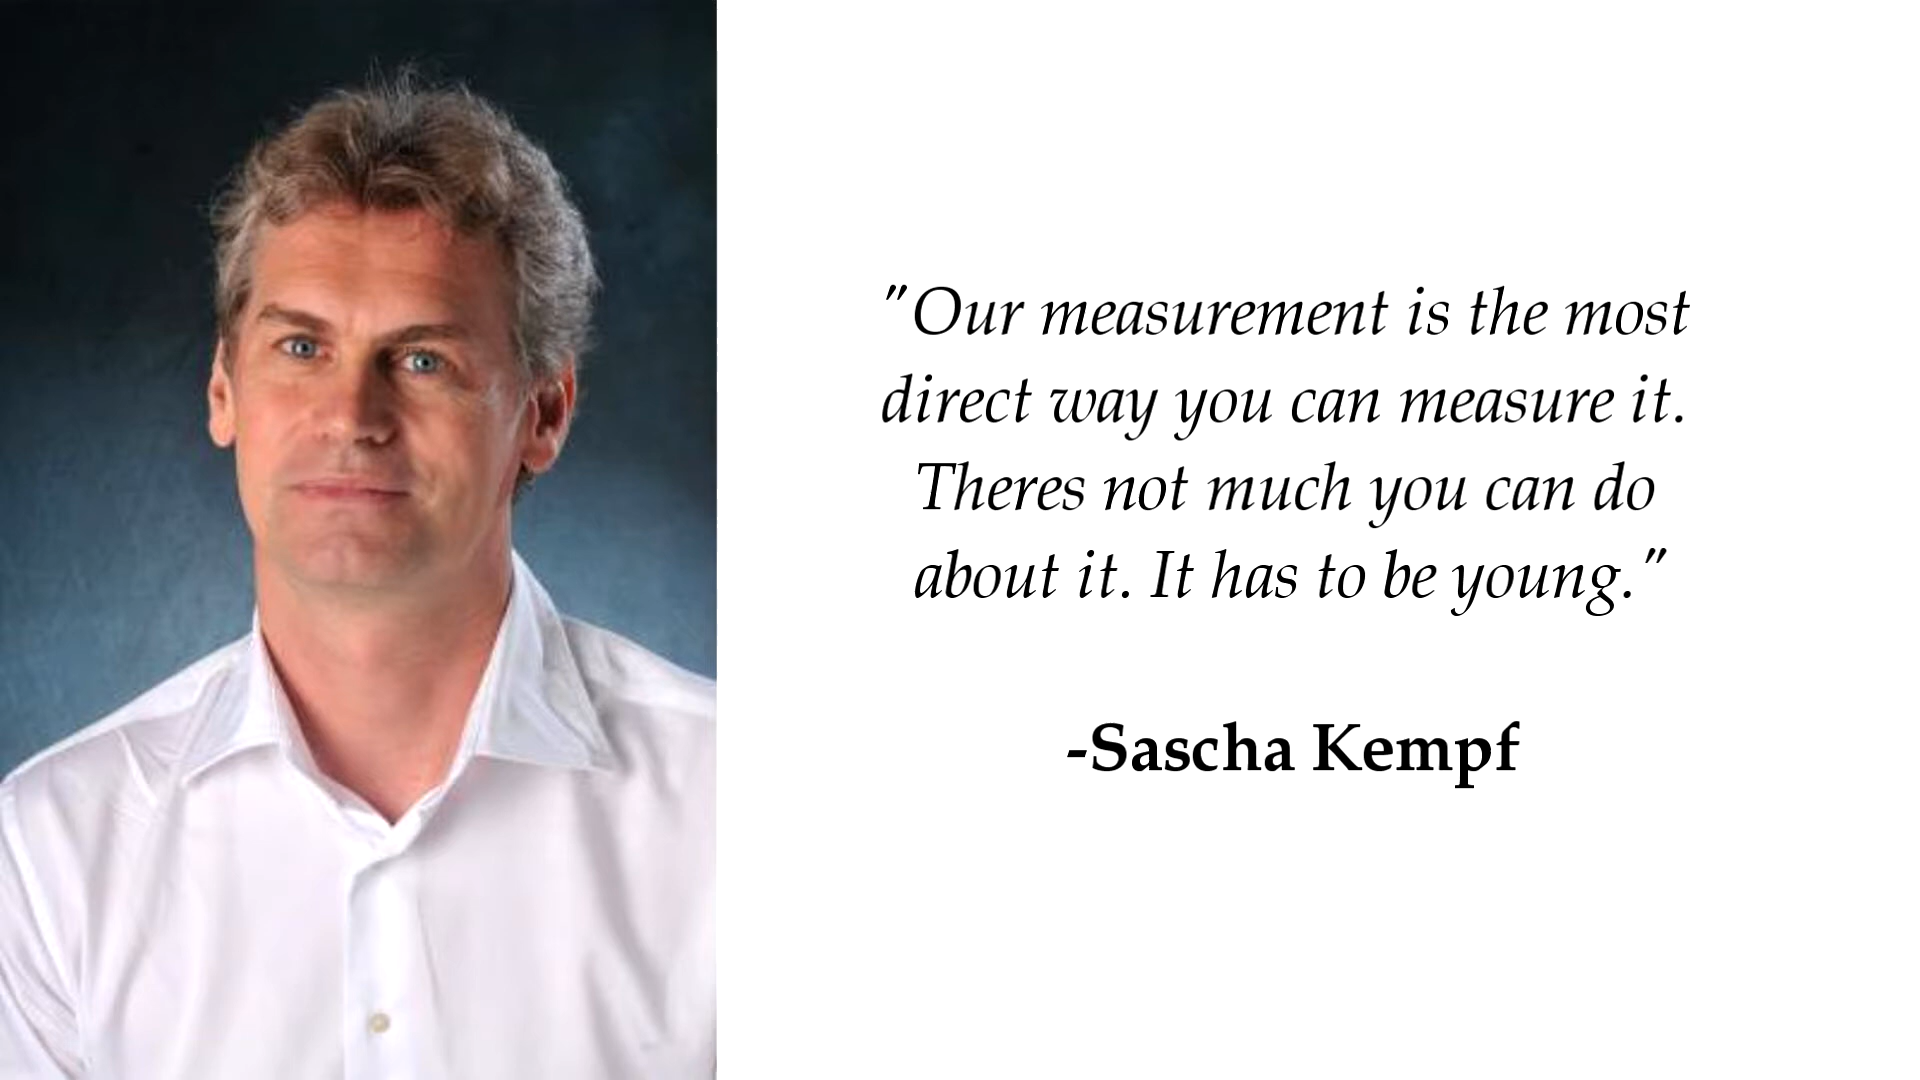 "Our measurement is the most
direct way you can measure it.
Theres not much you can do
about it. It has to be young."
-Sascha Kempf